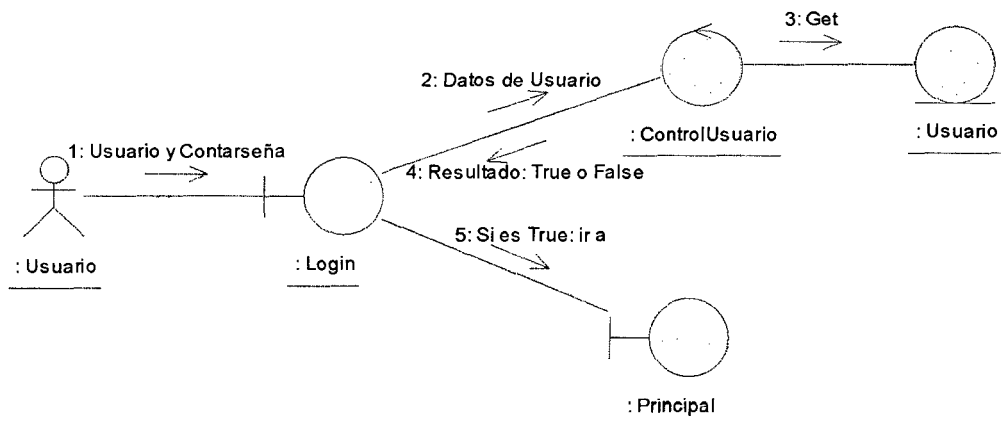 3: Get
2: Datos de Usuario
: ControlUsuario
: Usuario
1: Usuario y Contarseña
4: Resultado: True o False
5: Si es True: ir a
: Usuario
: Login
: Principal